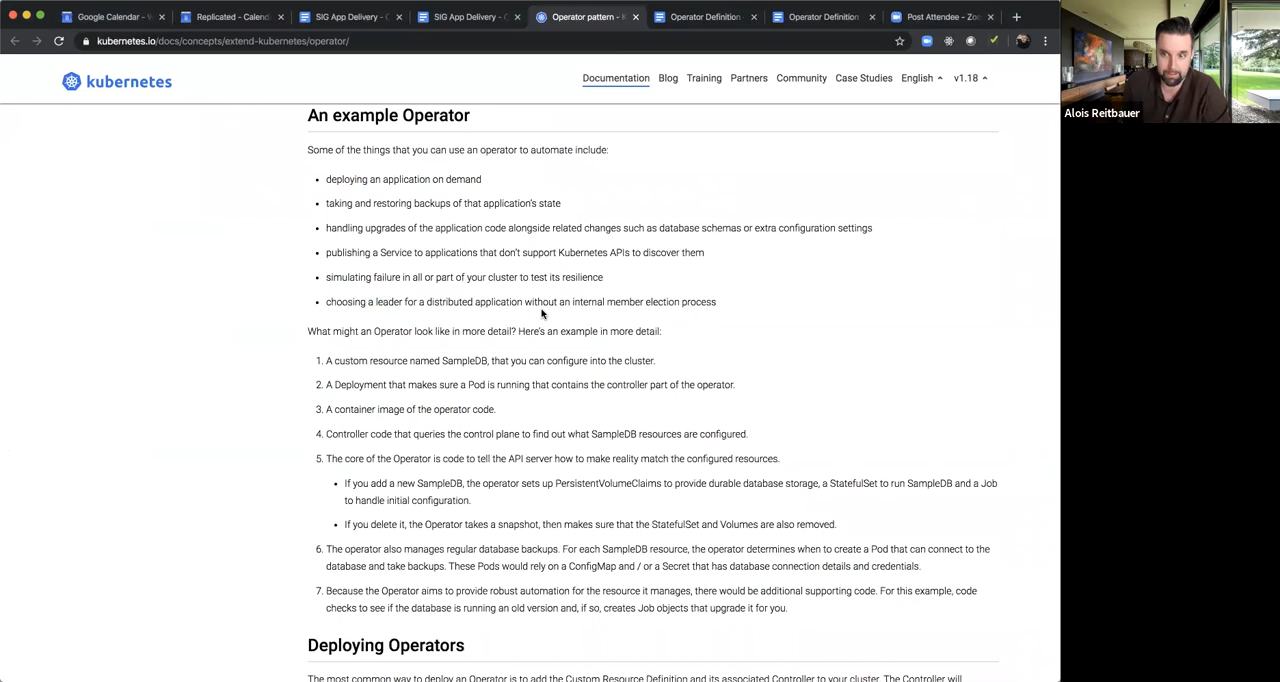 Google Calendar - W
Replicated - Calend
SIG App Delivery - C
SIG App Delivery - C
Operator pattern - K
Operator Definition
Operator Definition
Post Attendee - Zoo
kubernetes.io/docs/concepts/extend-kubernetes/operator/
kubernetes
Documentation
Blog
Training
Partners
Community
Case Studies
English
v1.18
Alois Reitbauer
An example Operator
Some of the things that you can use an operator to automate include:
• deploying an application on demand
• taking and restoring backups of that application's state
• handling upgrades of the application code alongside related changes such as database schemas or extra configuration settings
• publishing a Service to applications that don't support Kubernetes APIs to discover them
• simulating failure in all or part of your cluster to test its resilience
• choosing a leader for a distributed application without an internal member election process
What might an Operator look like in more detail? Here's an example in more detail:
1. A custom resource named SampleDB, that you can configure into the cluster.
2. A Deployment that makes sure a Pod is running that contains the controller part of the operator.
3. A container image of the operator code.
4. Controller code that queries the control plane to find out what SampleDB resources are configured.
5. The core of the Operator is code to tell the API server how to make reality match the configured resources.
• If you add a new SampleDB, the operator sets up PersistentVolumeClaims to provide durable database storage, a StatefulSet to run SampleDB and a Job
to handle initial configuration.
• If you delete it, the Operator takes a snapshot, then makes sure that the StatefulSet and Volumes are also removed.
6. The operator also manages regular database backups. For each SampleDB resource, the operator determines when to create a Pod that can connect to the
database and take backups. These Pods would rely on a ConfigMap and / or a Secret that has database connection details and credentials.
7. Because the Operator aims to provide robust automation for the resource it manages, there would be additional supporting code. For this example, code
checks to see if the database is running an old version and, if so, creates Job objects that upgrade it for you.
Deploying Operators
The most common way to deploy an Operator is to add the Custom Resource Definition and its associated Controller to your cluster. The Controller will